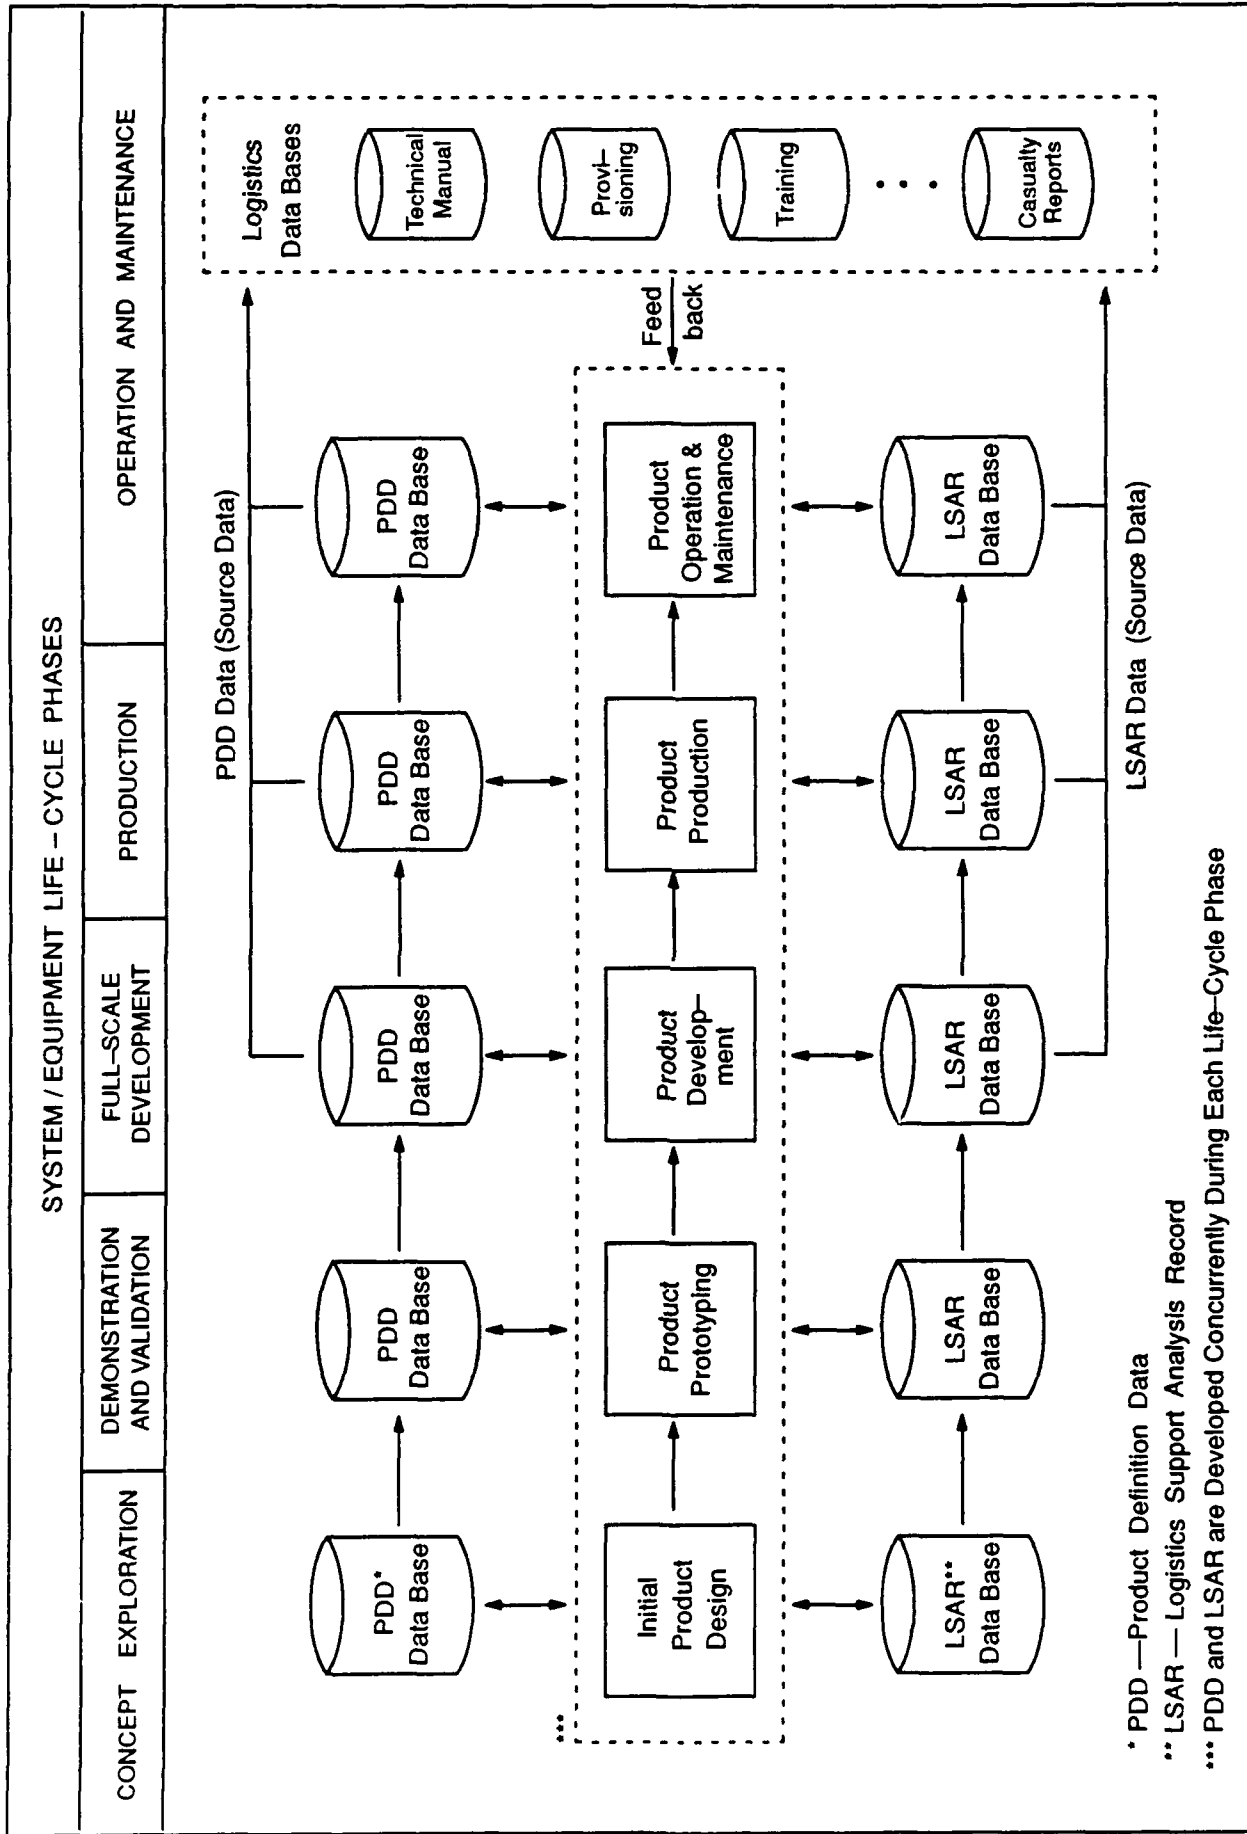 SYSTEM / EQUIPMENT LIFE – CYCLE PHASES
CONCEPT EXPLORATION
DEMONSTRATION
AND VALIDATION
FULL–SCALE
DEVELOPMENT
PRODUCTION
OPERATION AND MAINTENANCE
PDD Data (Source Data)
PDD*
Data Base
PDD
Data Base
PDD
Data Base
PDD
Data Base
PDD
Data Base
***
Initial
Product
Design
Product
Prototyping
Product
Develop–
ment
Product
Production
Product
Operation &
Maintenance
Feed
back
LSAR**
Data Base
LSAR
Data Base
LSAR
Data Base
LSAR
Data Base
LSAR
Data Base
LSAR Data (Source Data)
Logistics
Data Bases
Technical
Manual
Provi–
sioning
Training
• • •
Casualty
Reports
* PDD —Product Definition Data
** LSAR — Logistics Support Analysis Record
*** PDD and LSAR are Developed Concurrently During Each Life–Cycle Phase